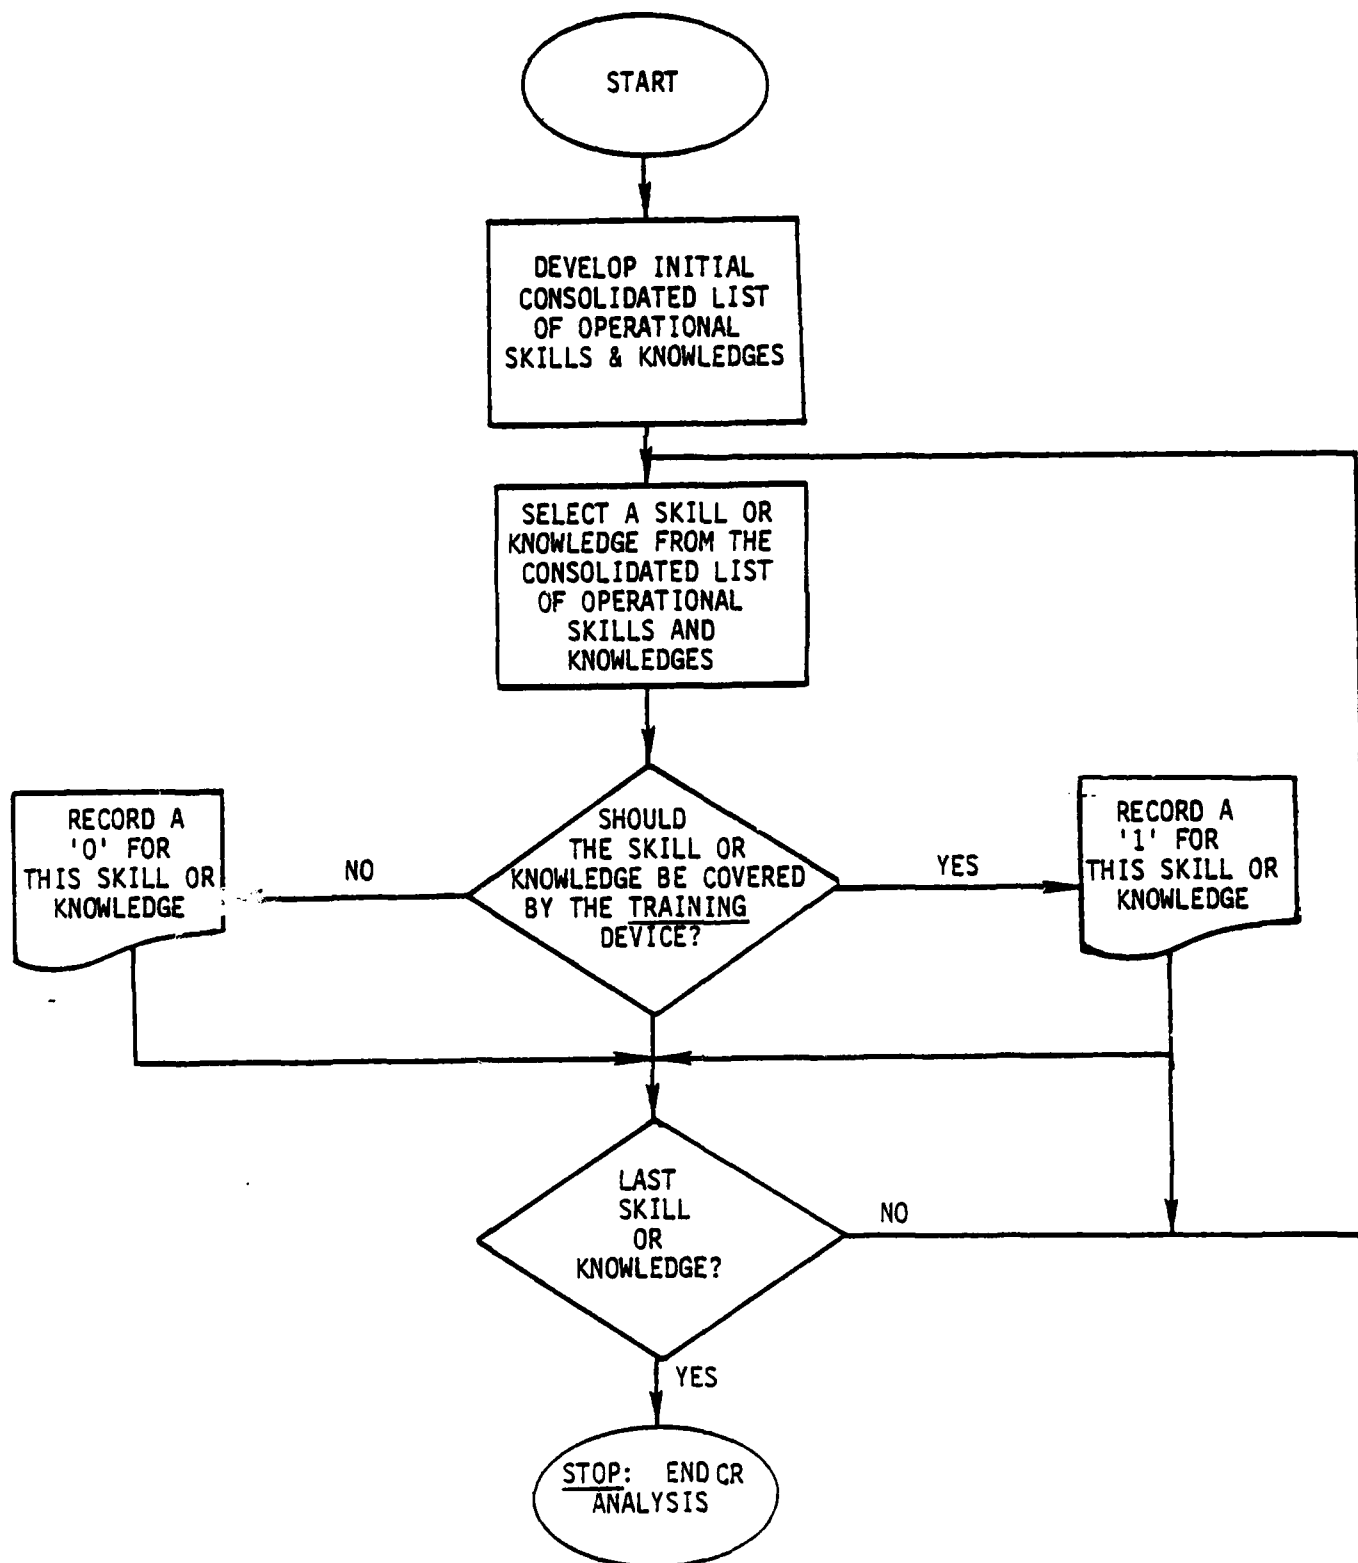 START
DEVELOP INITIAL
CONSOLIDATED LIST
OF OPERATIONAL
SKILLS & KNOWLEDGES
SELECT A SKILL OR
KNOWLEDGE FROM THE
CONSOLIDATED LIST
OF OPERATIONAL
SKILLS AND
KNOWLEDGES
RECORD A
'0' FOR
THIS SKILL OR
KNOWLEDGE
NO
SHOULD
THE SKILL OR
KNOWLEDGE BE COVERED
BY THE TRAINING
DEVICE?
YES
RECORD A
'1' FOR
THIS SKILL OR
KNOWLEDGE
LAST
SKILL
OR
KNOWLEDGE?
NO
YES
STOP: END CR
ANALYSIS